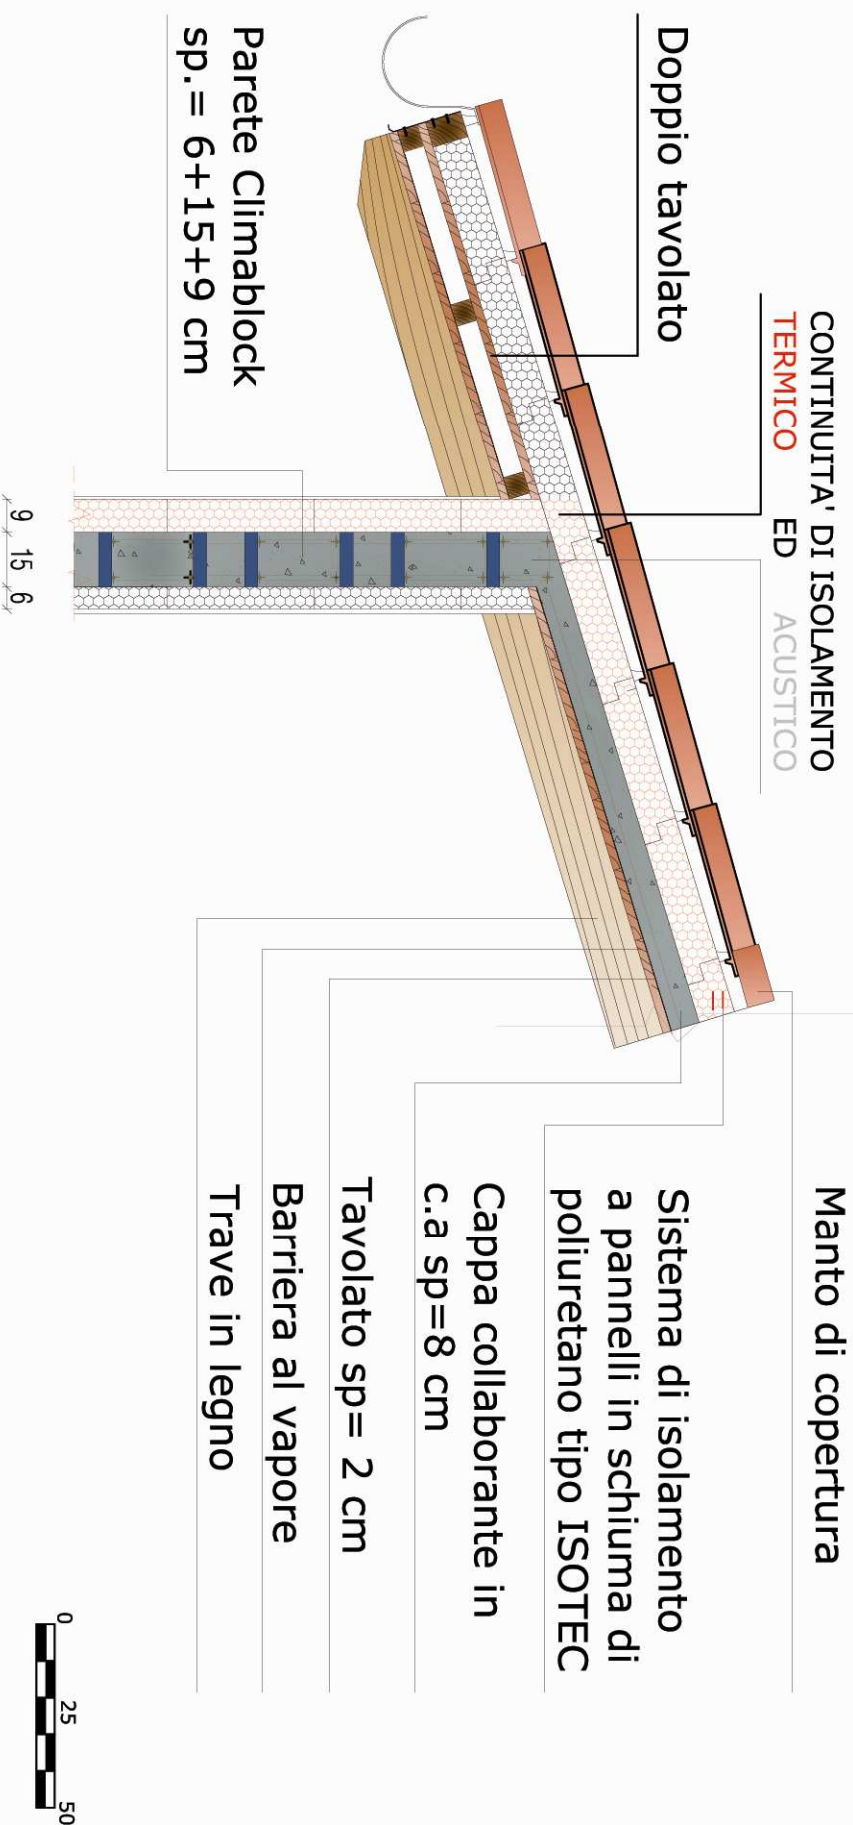 CONTINUITA' DI ISOLAMENTO
TERMICO ED ACUSTICO
Doppio tavolato
Parete Climablock
sp.= 6+15+9 cm
9 15 6
Manto di copertura
Sistema di isolamento
a pannelli in schiuma di
poliuretano tipo ISOTEC
Cappa collaborante in
c.a sp=8 cm
Tavolato sp= 2 cm
Barriera al vapore
Trave in legno
0 25 50